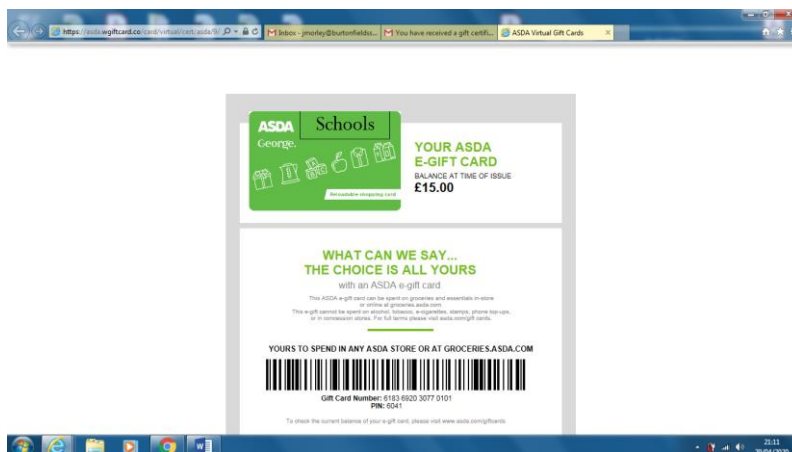 https://asda.wgiftcard.co/card/virtual/cert/asda/9/
Inbox - jmorley@burtonfieldss...
You have received a gift certifi...
ASDA Virtual Gift Cards
ASDA
Schools
George.
Reloadable shopping card
YOUR ASDA
E-GIFT CARD
BALANCE AT TIME OF ISSUE
£15.00
WHAT CAN WE SAY...
THE CHOICE IS ALL YOURS
with an ASDA e-gift card
This ASDA e-gift card can be spent on groceries and essentials in-store
or online at groceries.asda.com
This e-gift cannot be spent on alcohol, tobacco, e-cigarettes, stamps, phone top-ups,
or in concession stores. For full terms please visit asda.com/gift cards.
YOURS TO SPEND IN ANY ASDA STORE OR AT GROCERIES.ASDA.COM
Gift Card Number: 6183 6920 3077 0101
PIN: 6041
To check the current balance of your e-gift card, please visit www.asda.com/giftcards
21:11